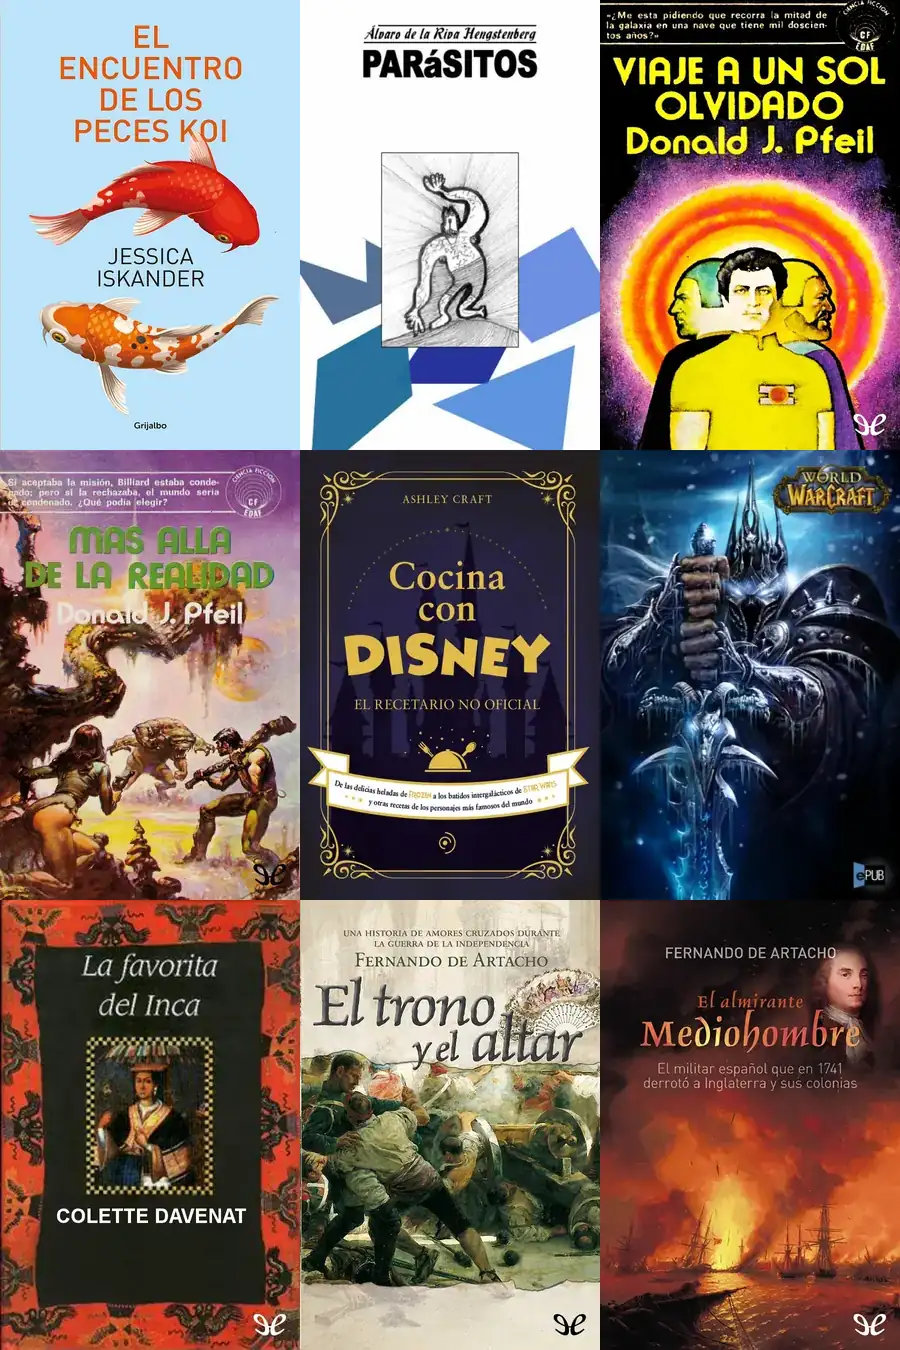 EL
ENCUENTRO
DE LOS
PECES KOI
JESSICA
ISKANDER
Grijalbo
Álvaro de la Riva Hengstenberg
PARáSITOS
«¿Me esta pidiendo que recorra la mitad de
la galaxia en una nave que tiene mil doscien-
tos años?»
CIENCIA FICCION
CF
EDAF
VIAJE A UN SOL
OLVIDADO
Donald J. Pfeil
Si aceptaba la misión, Billiard estaba conde-
nado; pero si la rechazaba, el mundo seria
condenado. ¿Qué podia elegir?
CIENCIA FICCION
CF
EDAF
MAS ALLA
DE LA REALIDAD
Donald J. Pfeil
ASHLEY CRAFT
Cocina
con
DISNEY
EL RECETARIO NO OFICIAL
De las delicias heladas de FROZEN a los batidos intergalácticos de STAR WARS
y otras recetas de los personajes más famosos del mundo
WORLD
WARCRAFT
ePUB
La favorita
del Inca
COLETTE DAVENAT
UNA HISTORIA DE AMORES CRUZADOS DURANTE
LA GUERRA DE LA INDEPENDENCIA
FERNANDO DE ARTACHO
El trono
y el altar
FERNANDO DE ARTACHO
El almirante
Mediohombre
El militar español que en 1741
derrotó a Inglaterra y sus colonias